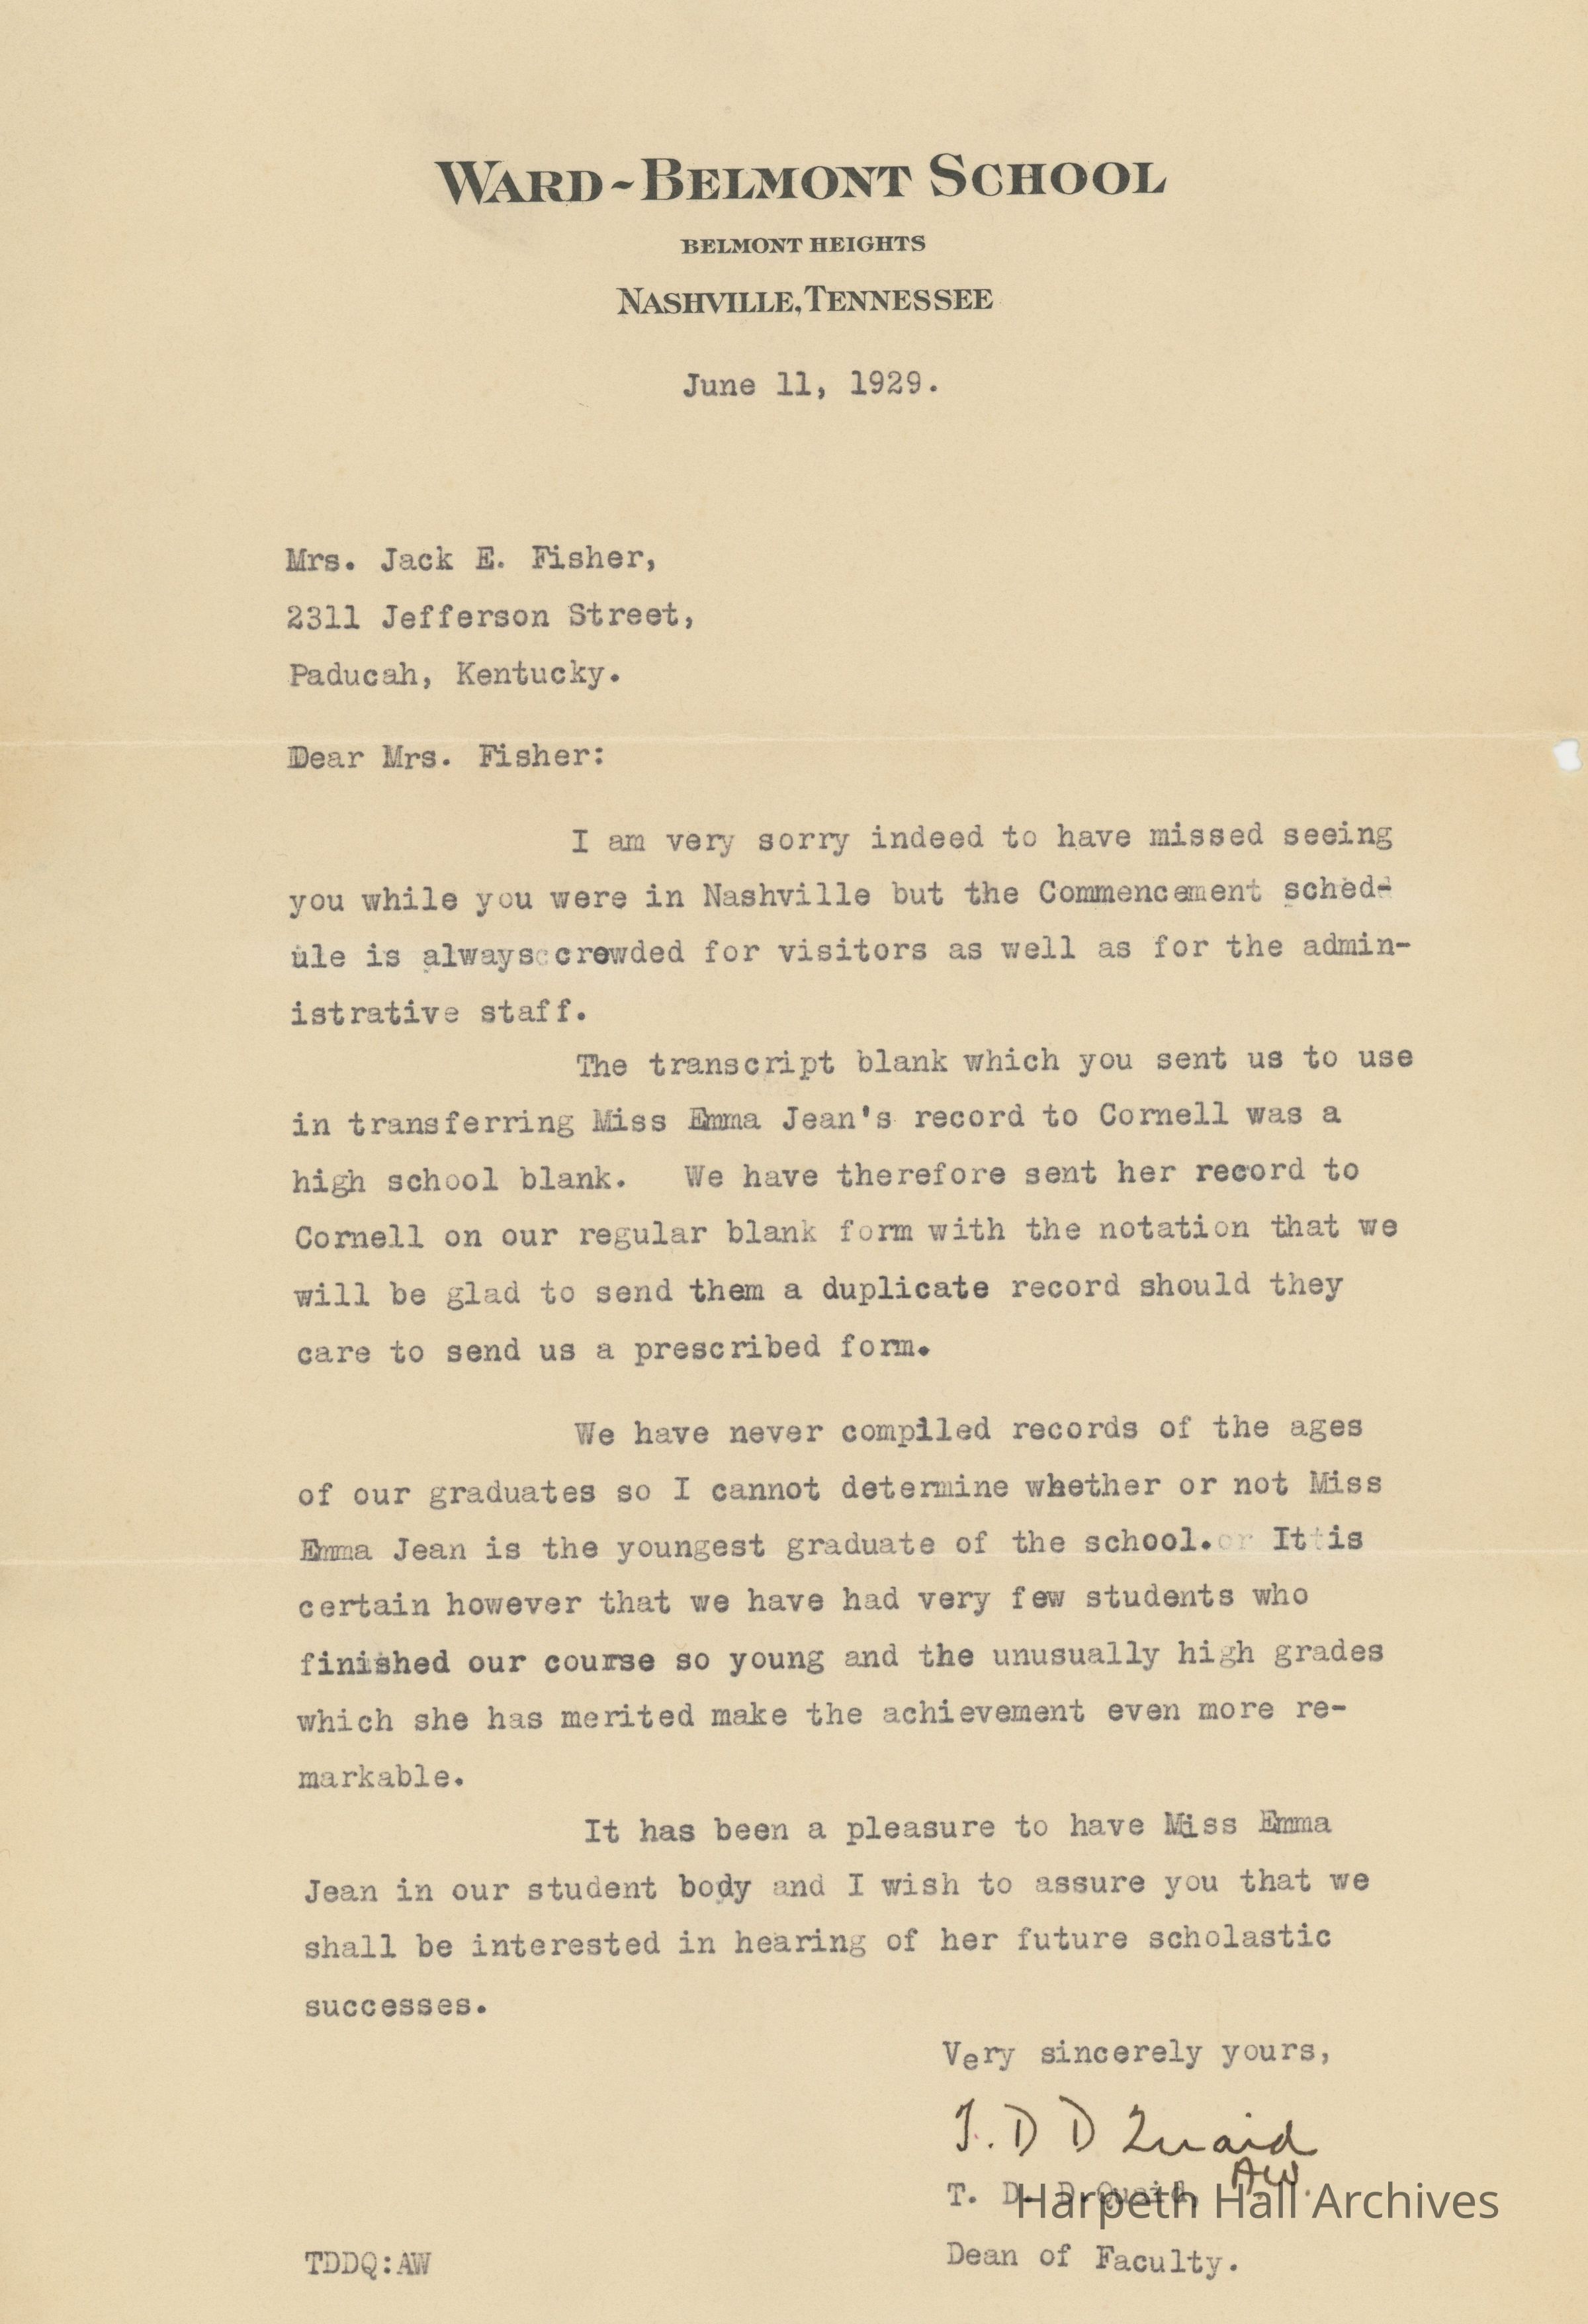 WARD-BELMONT SCHOOL
BELMONT HEIGHTS
NASHVILLE, TENNESSEE
June 11, 1929.
Mrs. Jack E. Fisher,
2311 Jefferson Street,
Paducah, Kentucky.
Dear Mrs. Fisher:
I am very sorry indeed to have missed seeing
you while you were in Nashville but the Commencement sched-
ule is always crowded for visitors as well as for the admin-
istrative staff.
The transcript blank which you sent us to use
in transferring Miss Emma Jean's record to Cornell was a
high school blank. We have therefore sent her record to
Cornell on our regular blank form with the notation that we
will be glad to send them a duplicate record should they
care to send us a prescribed form.
We have never compiled records of the ages
of our graduates so I cannot determine whether or not Miss
Emma Jean is the youngest graduate of the school. It is
certain however that we have had very few students who
finished our course so young and the unusually high grades
which she has merited make the achievement even more re-
markable.
It has been a pleasure to have Miss Emma
Jean in our student body and I wish to assure you that we
shall be interested in hearing of her future scholastic
successes.
Very sincerely yours,
T. D D Quaid
AW.
T. D. D.Quaid,
Harpeth Hall Archives
TDDQ:AW
Dean of Faculty.